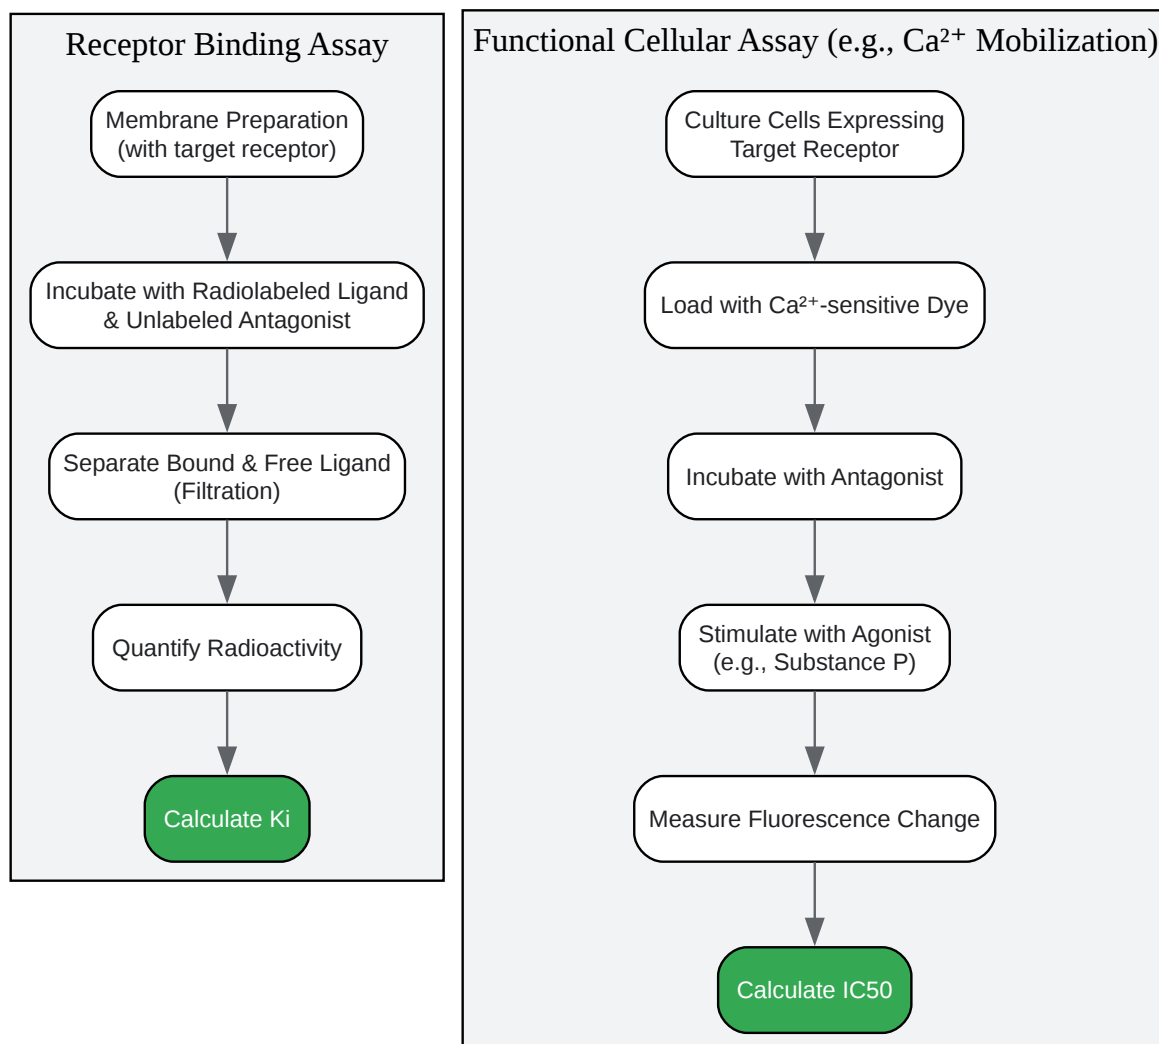 Receptor Binding Assay
Membrane Preparation
(with target receptor)
Incubate with Radiolabeled Ligand
& Unlabeled Antagonist
Separate Bound & Free Ligand
(Filtration)
Quantify Radioactivity
Calculate Ki
Functional Cellular Assay (e.g., Ca²⁺ Mobilization)
Culture Cells Expressing
Target Receptor
Load with Ca²⁺-sensitive Dye
Incubate with Antagonist
Stimulate with Agonist
(e.g., Substance P)
Measure Fluorescence Change
Calculate IC50